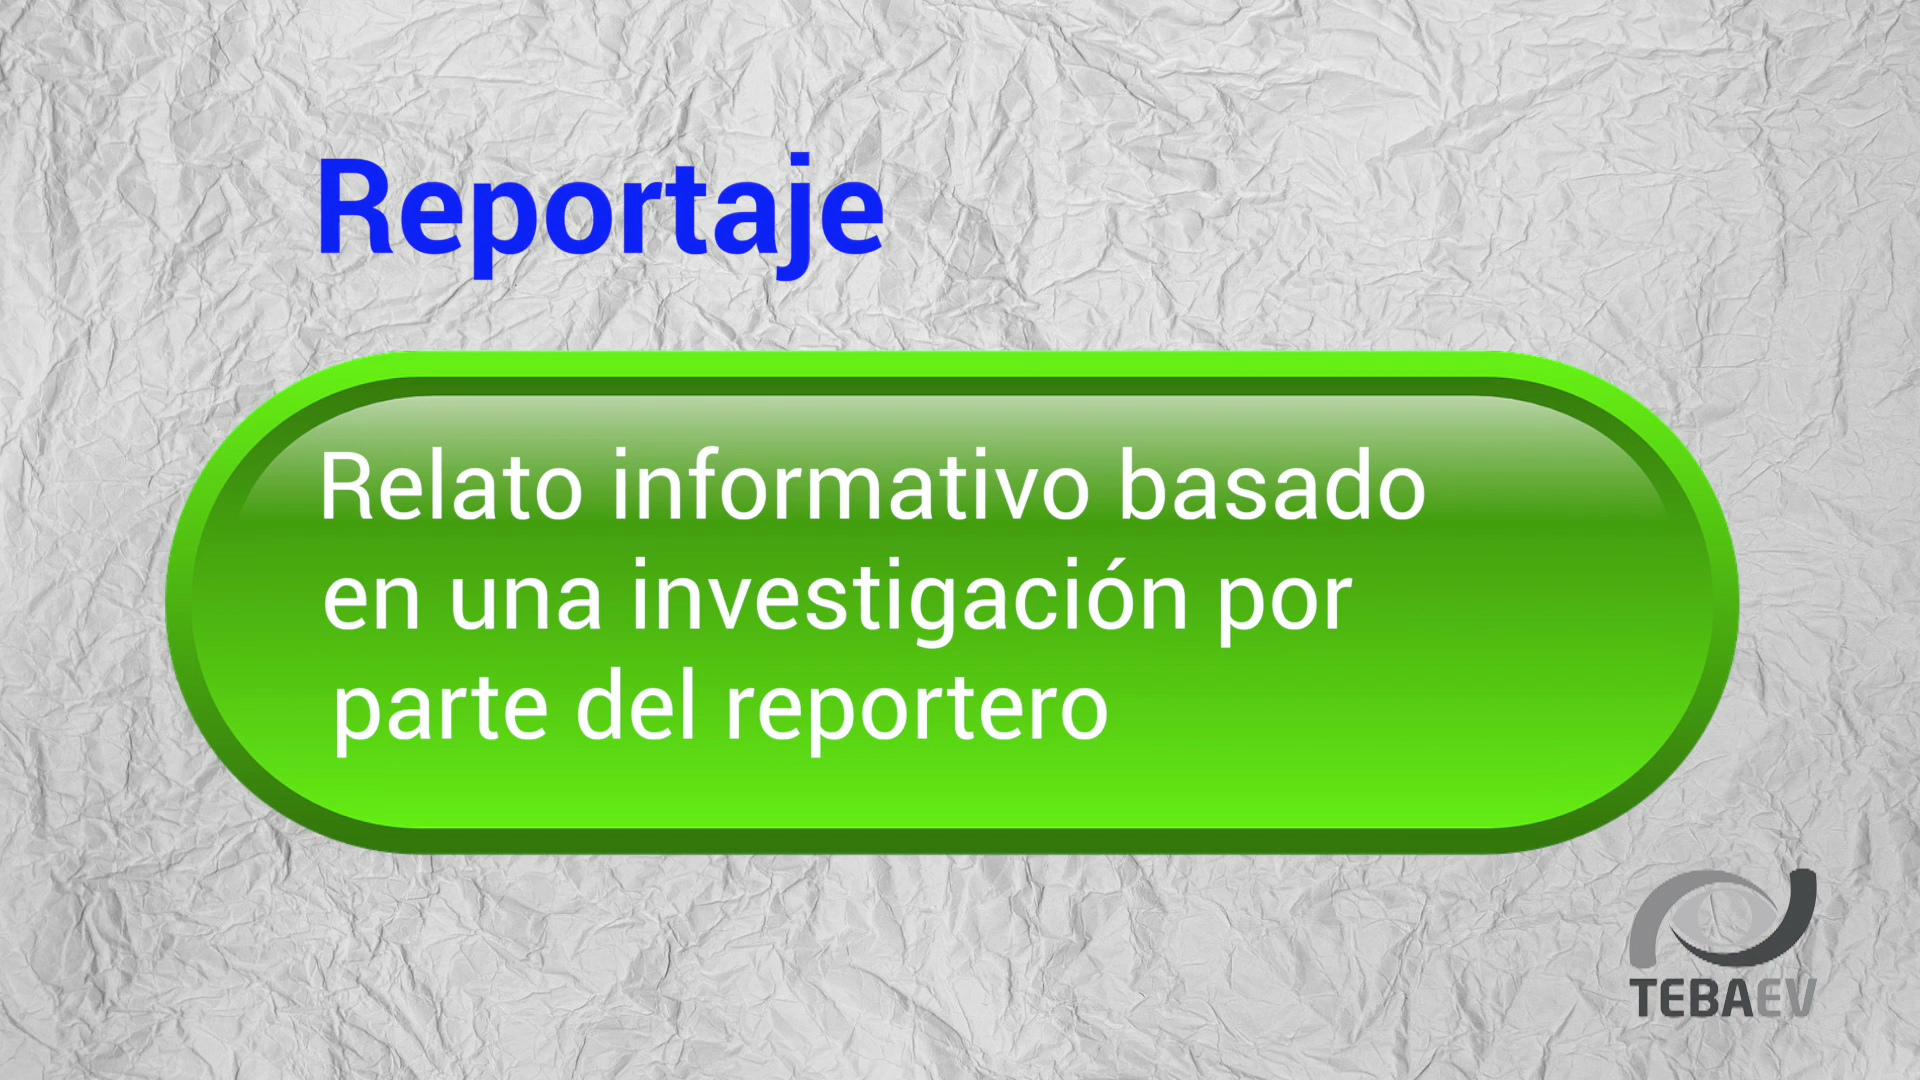 Reportaje
Relato informativo basado
en una investigación por
parte del reportero
TEBAEV